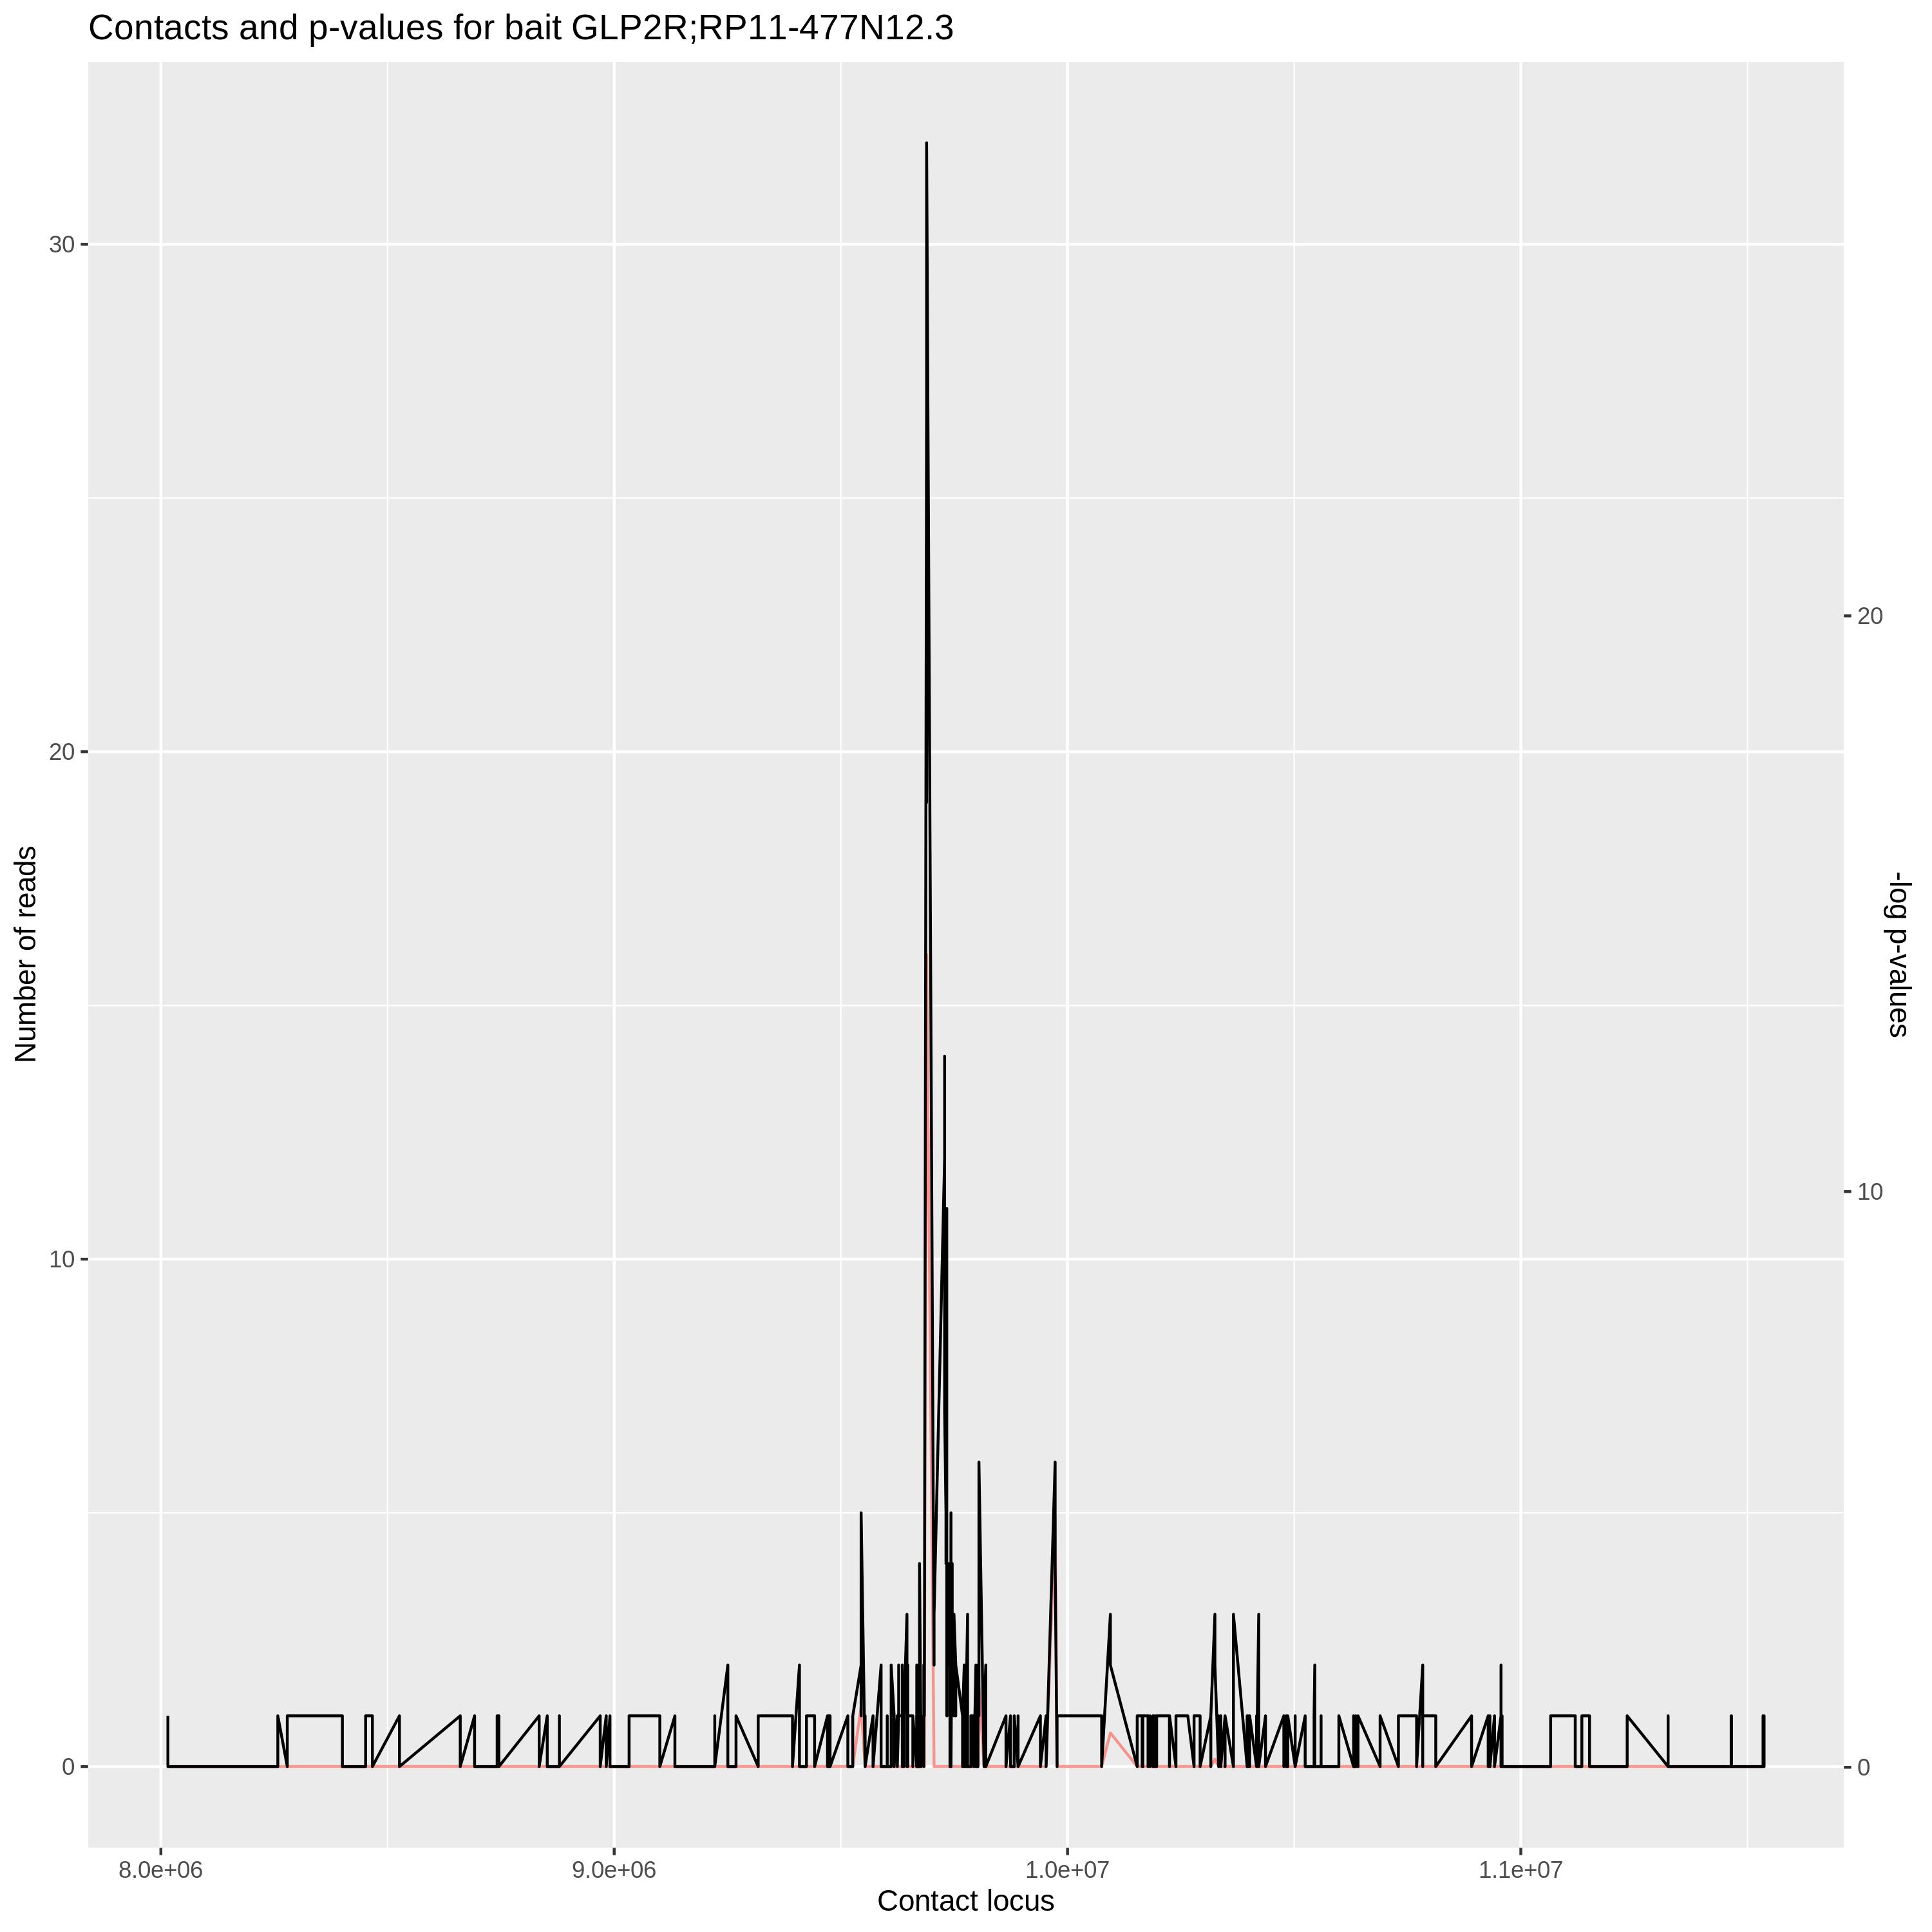 Contacts and p-values for bait GLP2R;RP11-477N12.3
30
20
10
0
Number of reads
20
10
0
-log p-values
8.0e+06
9.0e+06
1.0e+07
1.1e+07
Contact locus